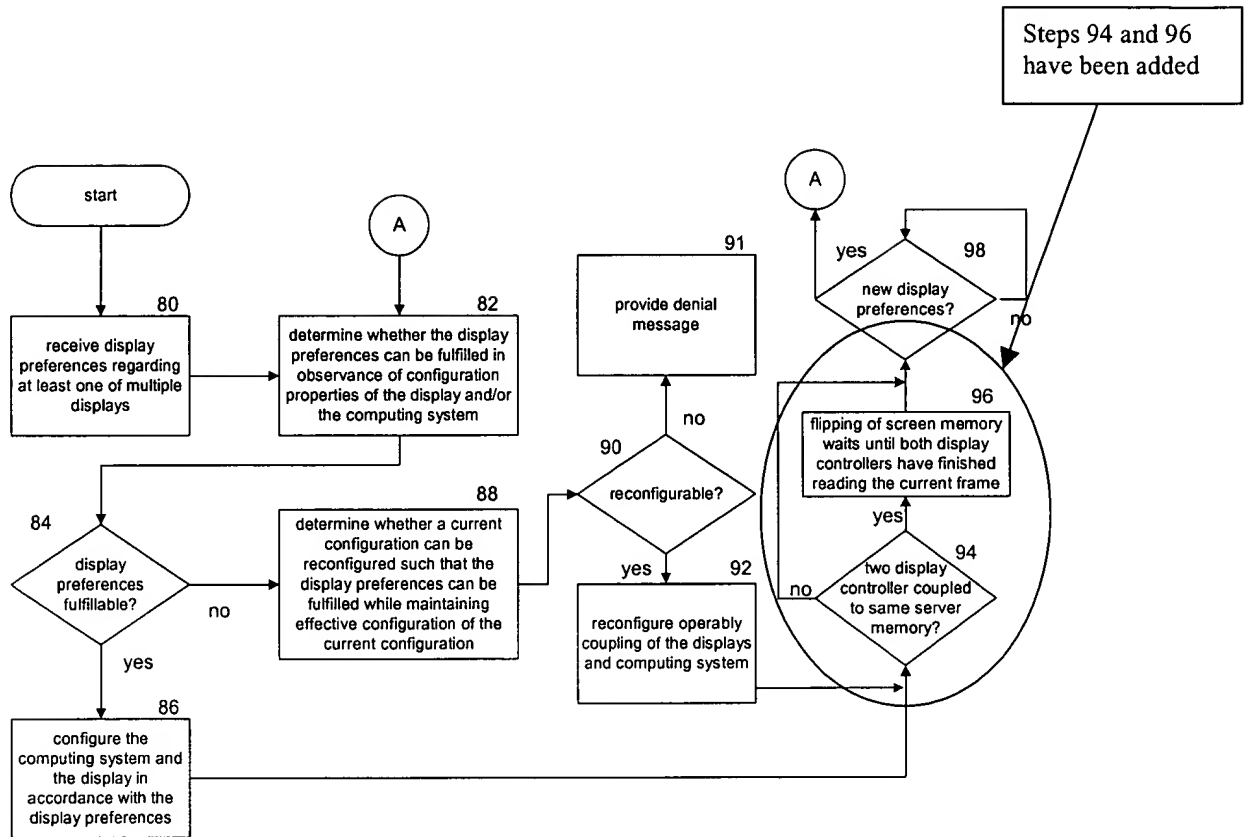 Steps 94 and 96
have been added
start
A
80
receive display
preferences regarding
at least one of multiple
displays
82
determine whether the display
preferences can be fulfilled in
observance of configuration
properties of the display and/or
the computing system
84
display
preferences
fulfillable?
no
yes
86
configure the
computing system and
the display in
accordance with the
display preferences
88
determine whether a current
configuration can be
reconfigured such that the
display preferences can be
fulfilled while maintaining
effective configuration of the
current configuration
90
reconfigurable?
no
yes
91
provide denial
message
92
reconfigure operably
coupling of the displays
and computing system
94
two display
controller coupled
to same server
memory?
no
yes
96
flipping of screen memory
waits until both display
controllers have finished
reading the current frame
98
new display
preferences?
yes
no
A